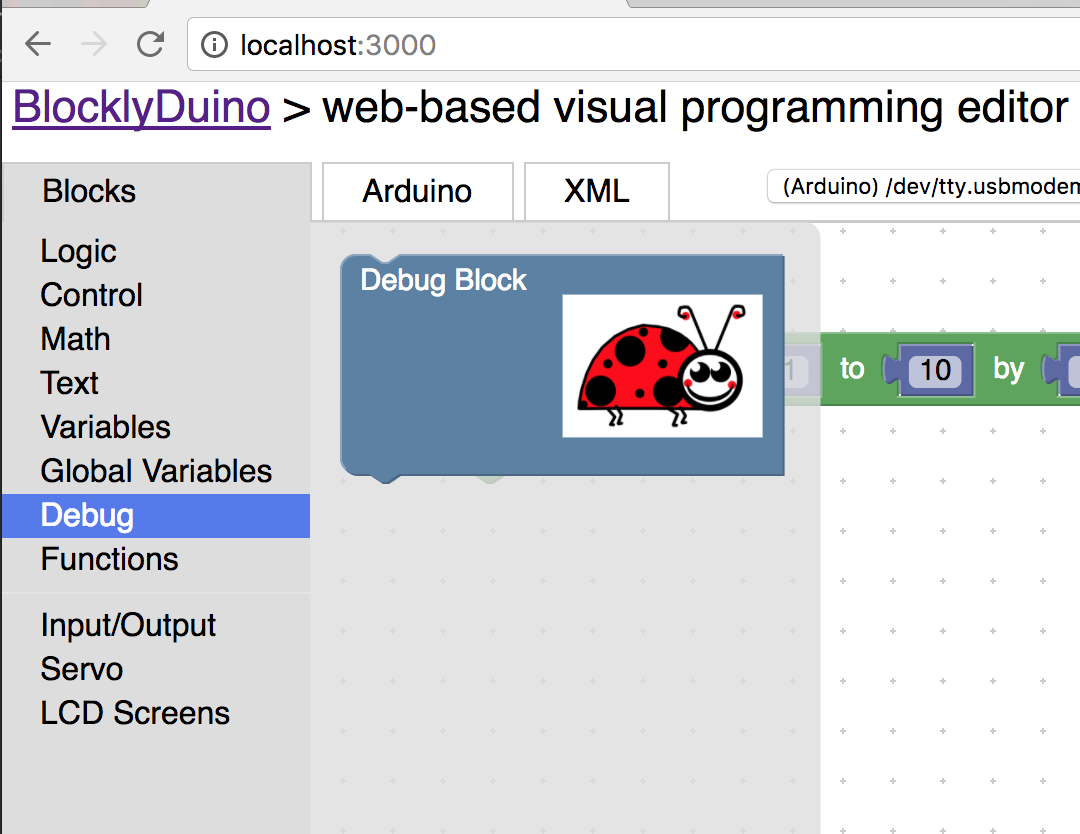 localhost:3000
BlocklyDuino > web-based visual programming editor
Blocks
Arduino
XML
(Arduino) /dev/tty.usbmodem
Logic
Control
Math
Text
Variables
Global Variables
Debug
Functions
Input/Output
Servo
LCD Screens
Debug Block
1 to 10 by